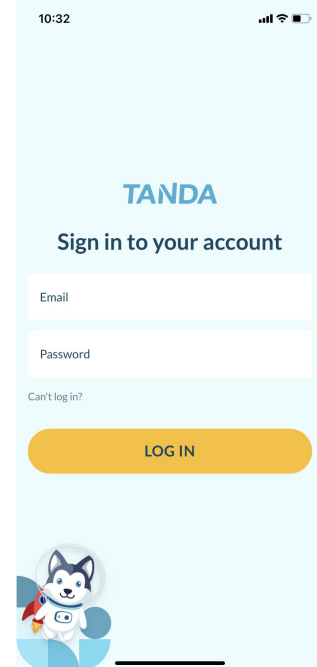 10:32
TANDA
Sign in to your account
Email
Password
Can't log in?
LOG IN